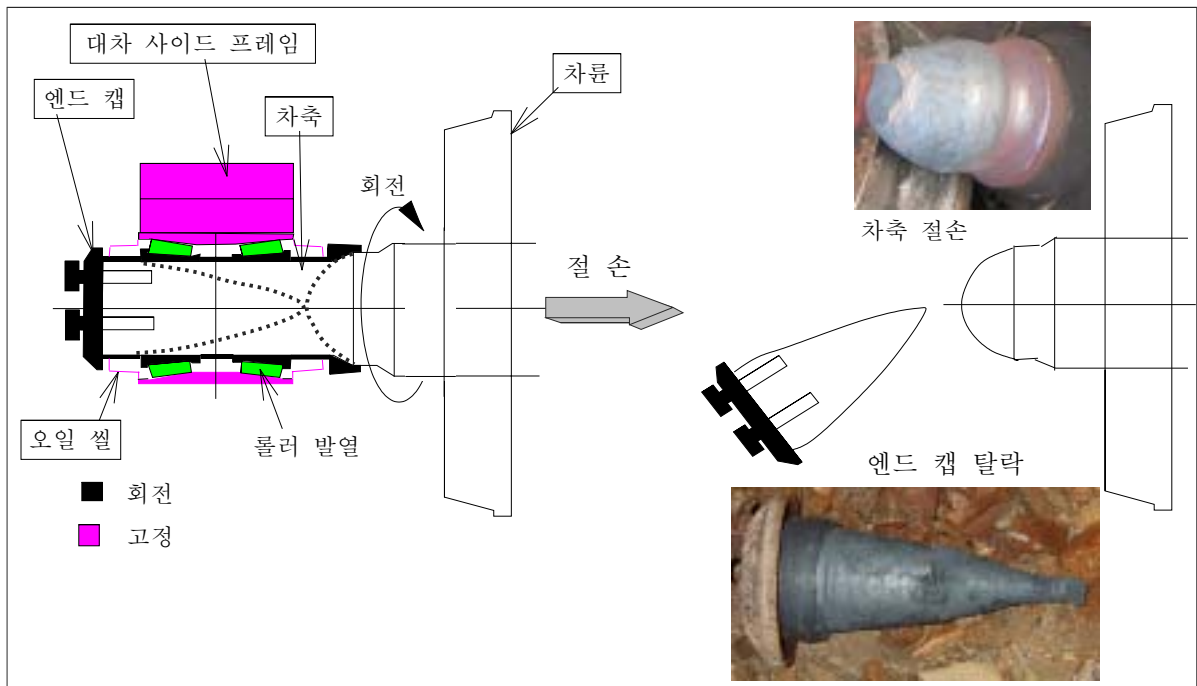 대차 사이드 프레임
엔드 캡
차축
차륜
회전
차축 절손
절 손
오일 씰
롤러 발열
엔드 캡 탈락
회전
고정